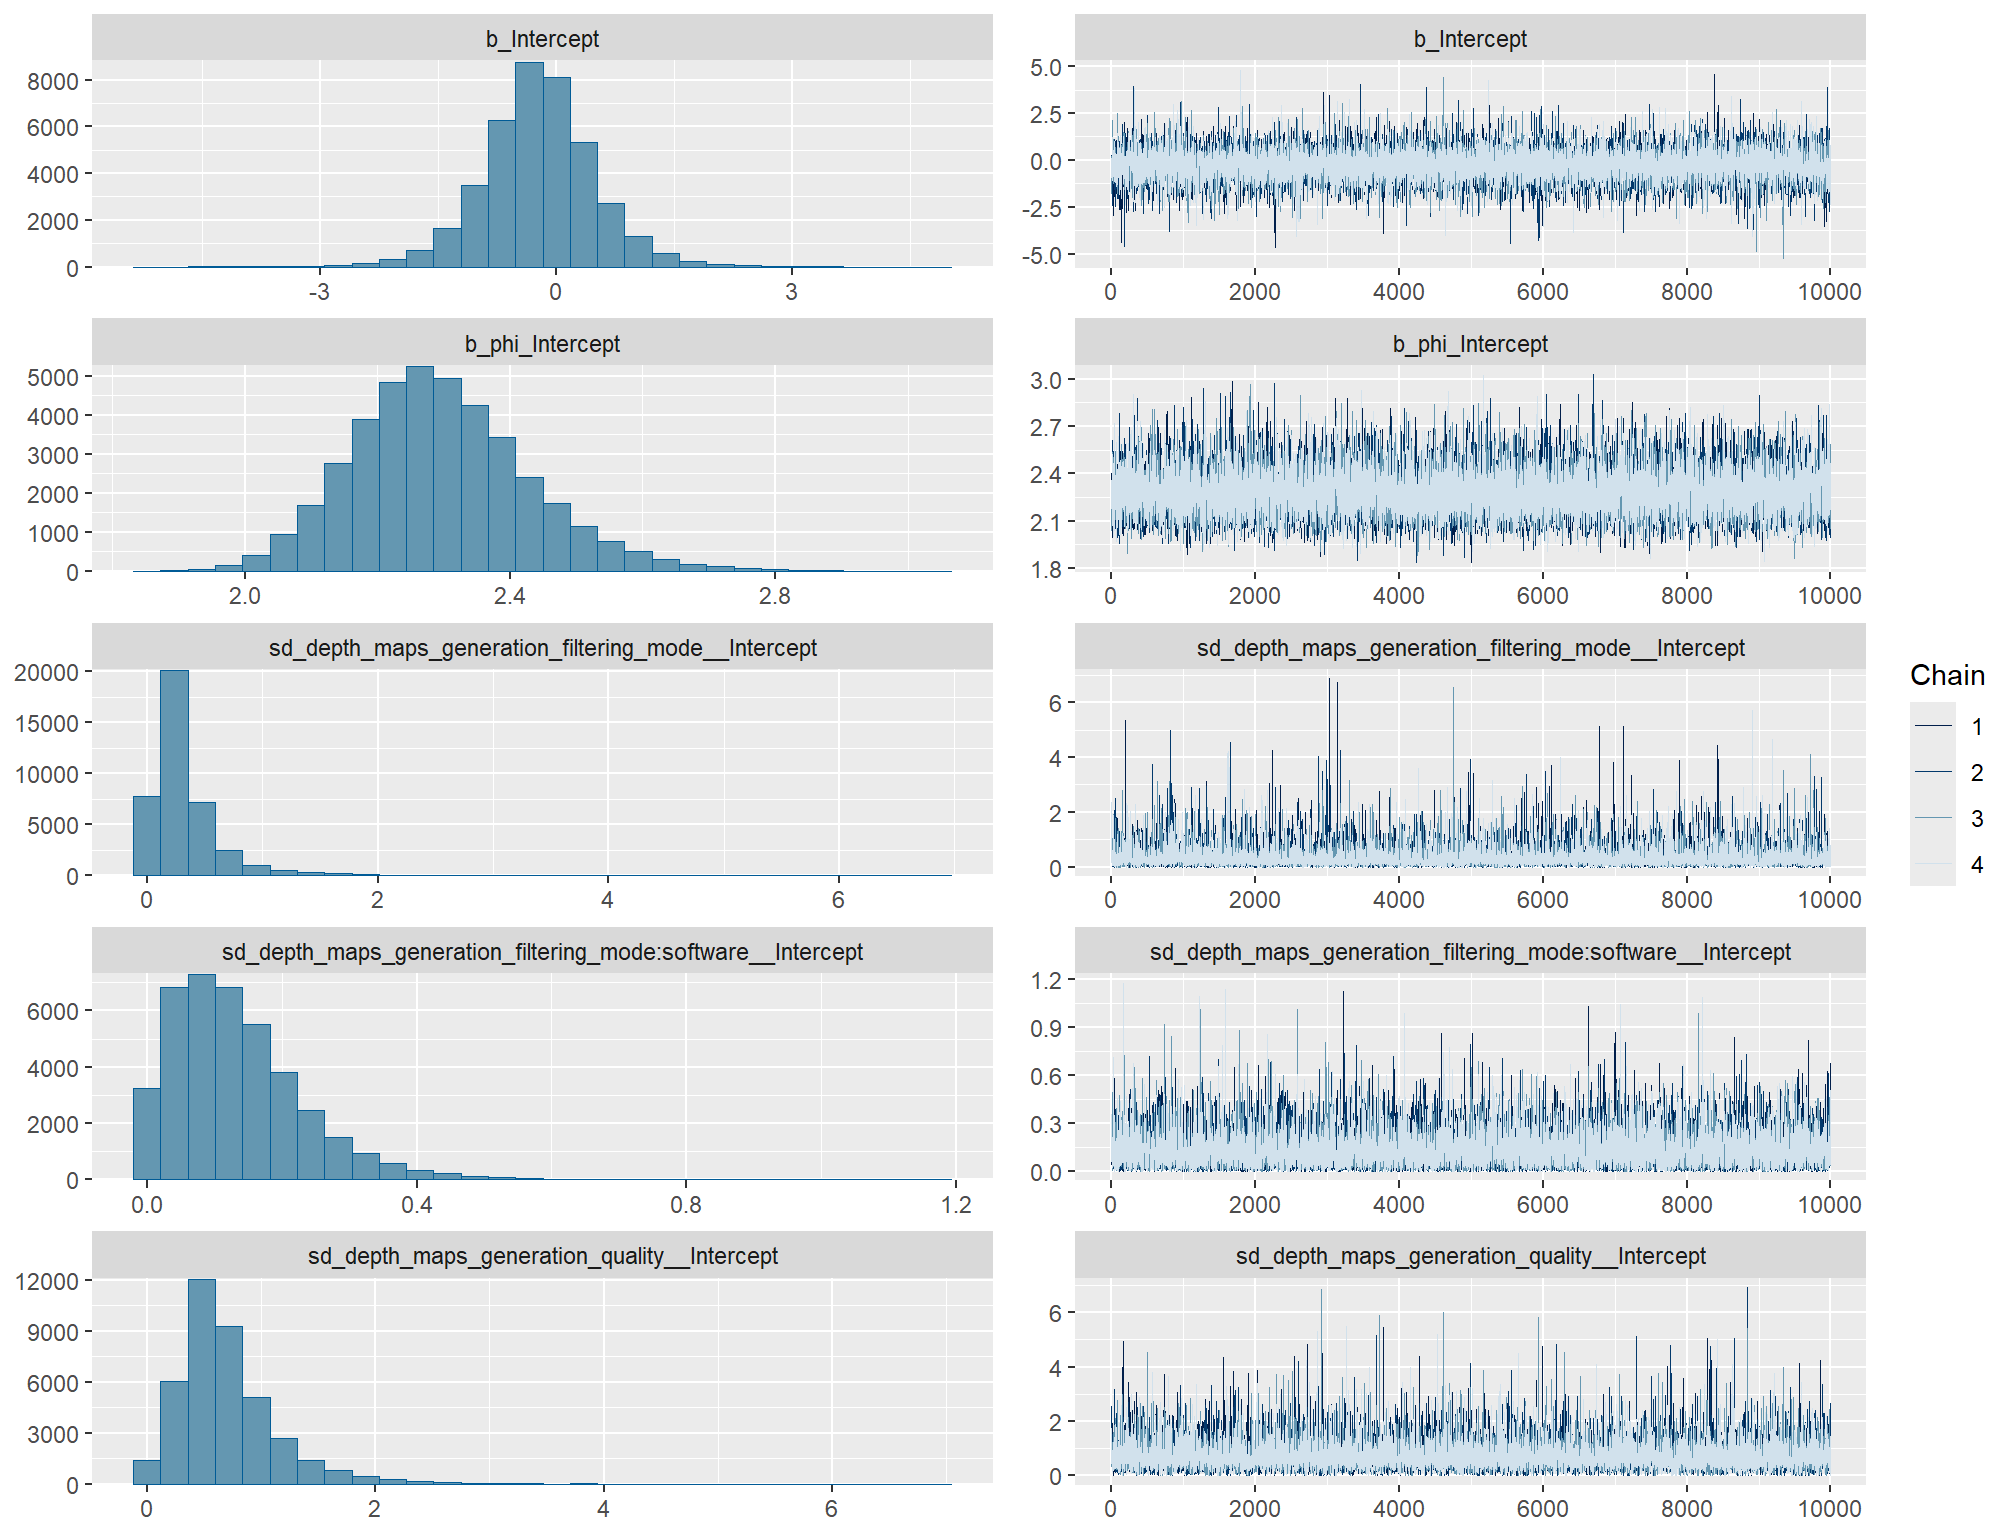 b_Intercept
8000
6000
4000
2000
0
-3 0 3
b_Intercept
5.0
2.5
0.0
-2.5
-5.0
0 2000 4000 6000 8000 10000
b_phi_Intercept
5000
4000
3000
2000
1000
0
2.0 2.4 2.8
b_phi_Intercept
3.0
2.7
2.4
2.1
1.8
0 2000 4000 6000 8000 10000
sd_depth_maps_generation_filtering_mode__Intercept
20000
15000
10000
5000
0
0 2 4 6
sd_depth_maps_generation_filtering_mode__Intercept
6
4
2
0
0 2000 4000 6000 8000 10000
sd_depth_maps_generation_filtering_mode:software__Intercept
6000
4000
2000
0
0.0 0.4 0.8 1.2
sd_depth_maps_generation_filtering_mode:software__Intercept
1.2
0.9
0.6
0.3
0.0
0 2000 4000 6000 8000 10000
sd_depth_maps_generation_quality__Intercept
12000
9000
6000
3000
0
0 2 4 6
sd_depth_maps_generation_quality__Intercept
6
4
2
0
0 2000 4000 6000 8000 10000
Chain
1
2
3
4